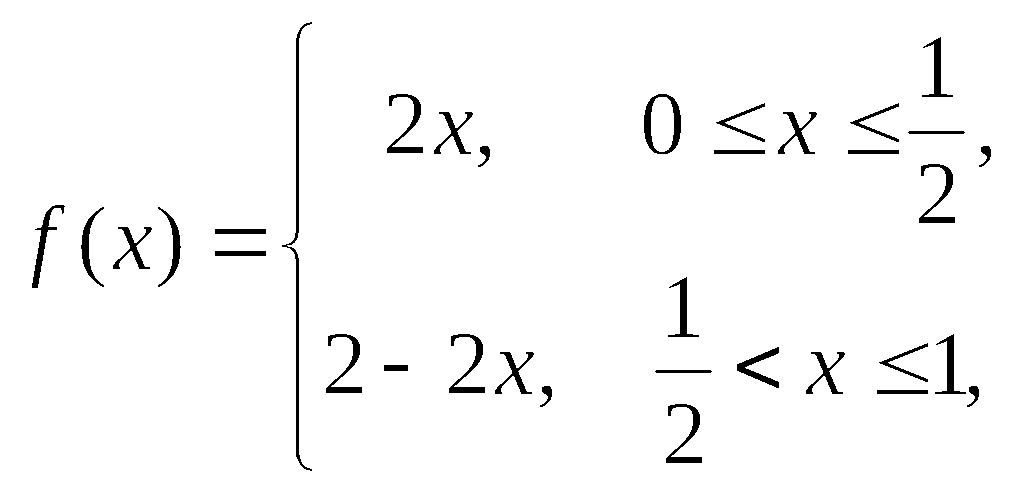 f(x) = { 2x, 0 ≤ x ≤ 1/2,
2 - 2x, 1/2 < x ≤ 1,